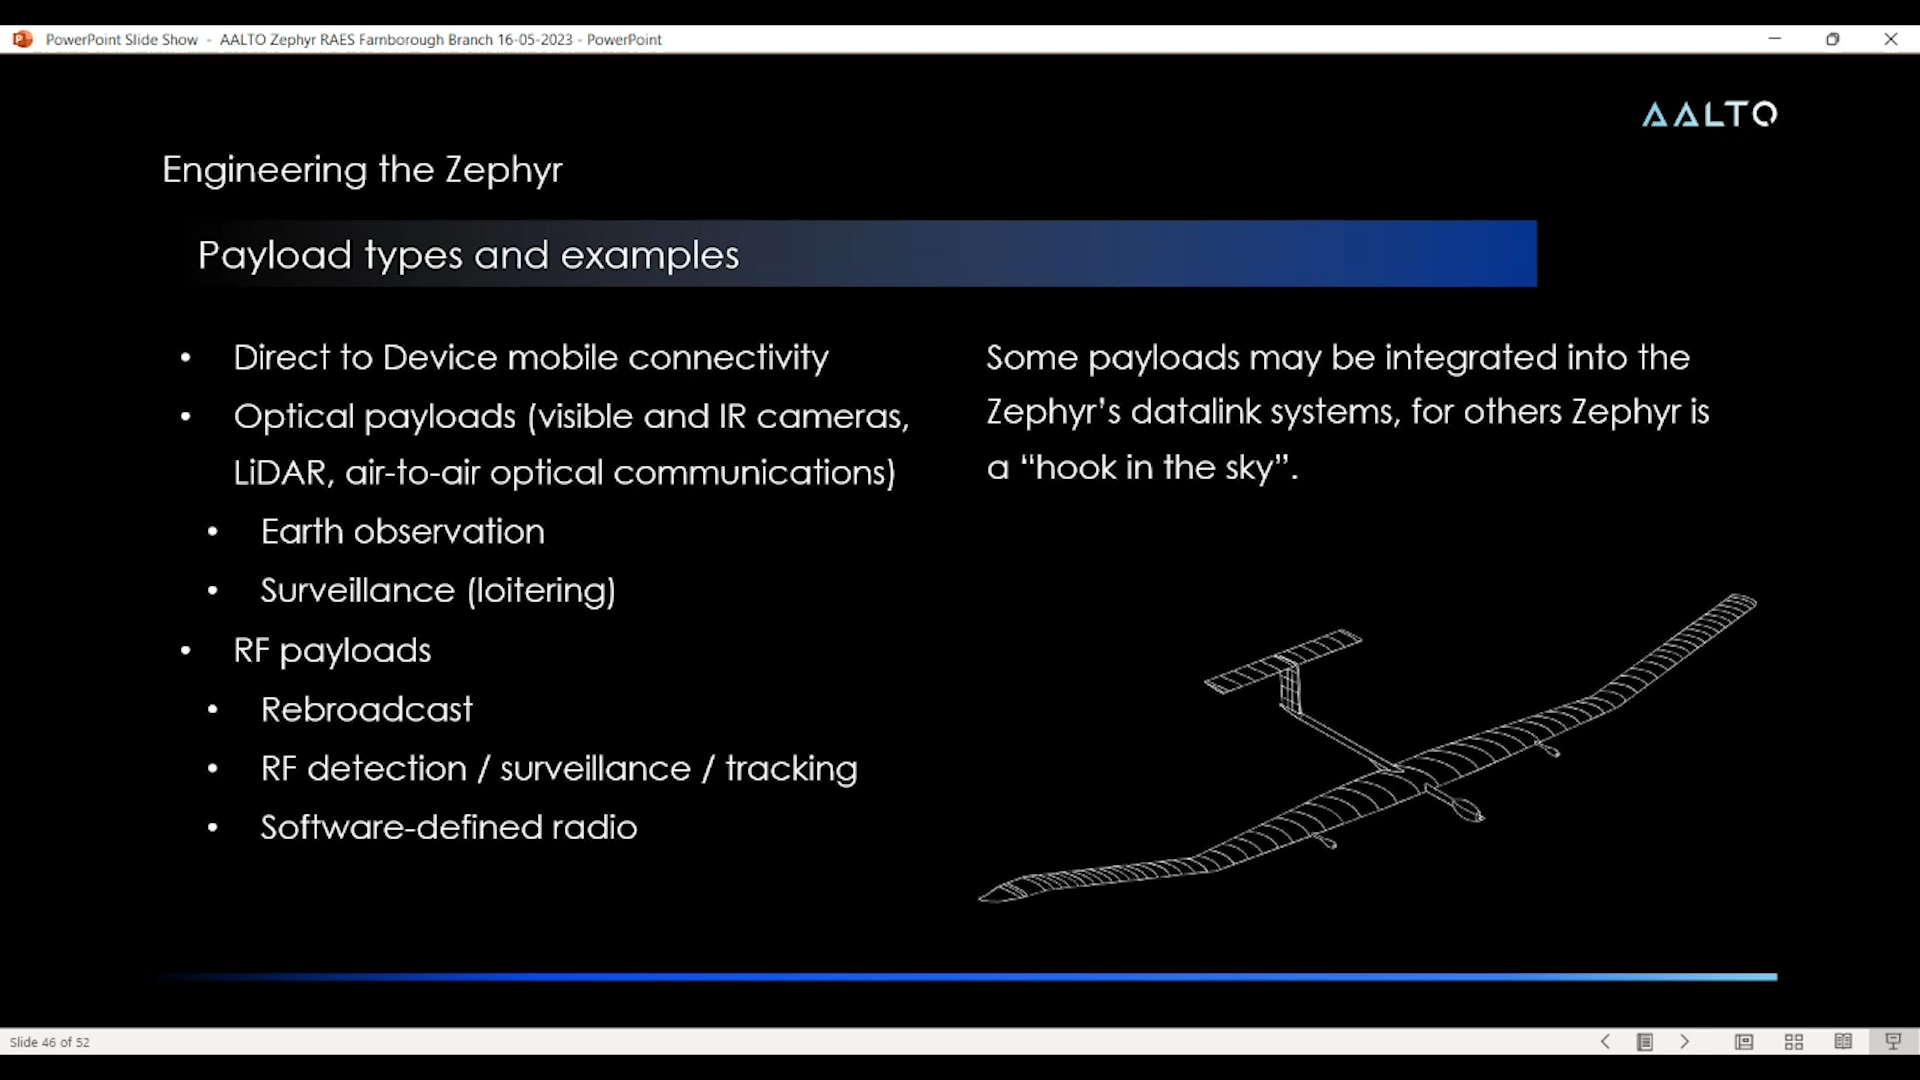 PowerPoint Slide Show - AALTO Zephyr RAES Farnborough Branch 16-05-2023 - PowerPoint
AALTO
Engineering the Zephyr
Payload types and examples
• Direct to Device mobile connectivity
• Optical payloads (visible and IR cameras,
LiDAR, air-to-air optical communications)
• Earth observation
• Surveillance (loitering)
• RF payloads
• Rebroadcast
• RF detection / surveillance / tracking
• Software-defined radio
Some payloads may be integrated into the
Zephyr’s datalink systems, for others Zephyr is
a “hook in the sky”.
Slide 46 of 52